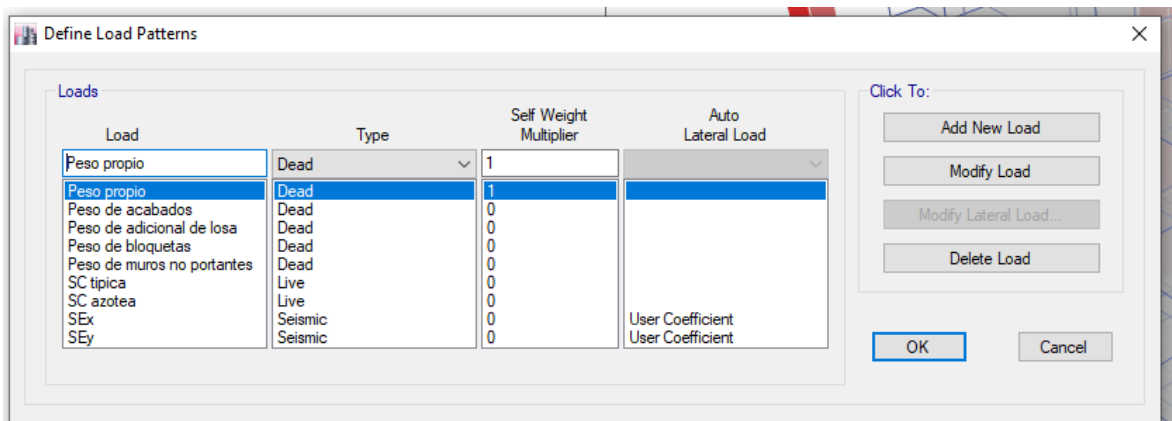 Define Load Patterns
Loads
Click To:
Load Type Self Weight Multiplier Auto Lateral Load
Peso propio Dead 1
Peso propio Dead 1
Peso de acabados Dead 0
Peso de adicional de losa Dead 0
Peso de bloquetas Dead 0
Peso de muros no portantes Dead 0
SC tipica Live 0
SC azotea Live 0
SEx Seismic 0 User Coefficient
SEy Seismic 0 User Coefficient
Add New Load
Modify Load
Modify Lateral Load...
Delete Load
OK Cancel